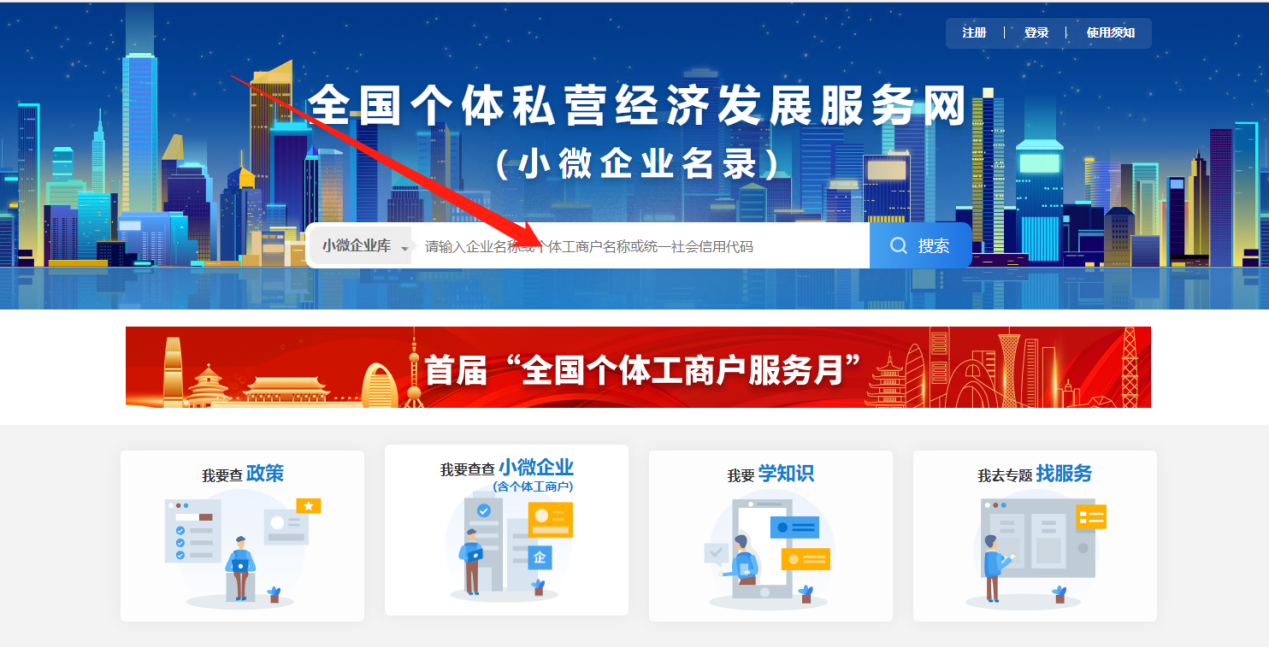 注册 | 登录 | 使用须知
全国个体私营经济发展服务网
(小微企业名录)
小微企业库
请输入企业名称或个体工商户名称或统一社会信用代码
搜索
首届“全国个体工商户服务月”
我要查 政策
我要查查 小微企业
(含个体工商户)
企
我要 学知识
我去专题 找服务